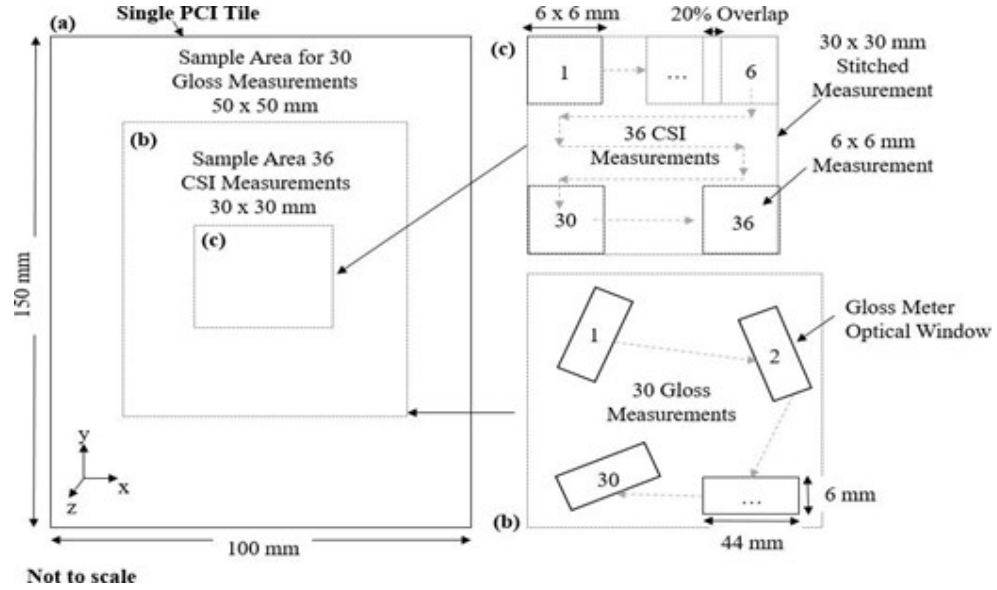 Single PCI Tile
(a)
Sample Area for 30
Gloss Measurements
50 x 50 mm
(b)
Sample Area 36
CSI Measurements
30 x 30 mm
(c)
150 mm
y
x
z
100 mm
Not to scale
6 x 6 mm
20% Overlap
(c)
1
...
6
30 x 30 mm
Stitched
Measurement
36 CSI
Measurements
6 x 6 mm
Measurement
30
36
1
2
Gloss Meter
Optical Window
30 Gloss
Measurements
30
...
6 mm
(b)
44 mm